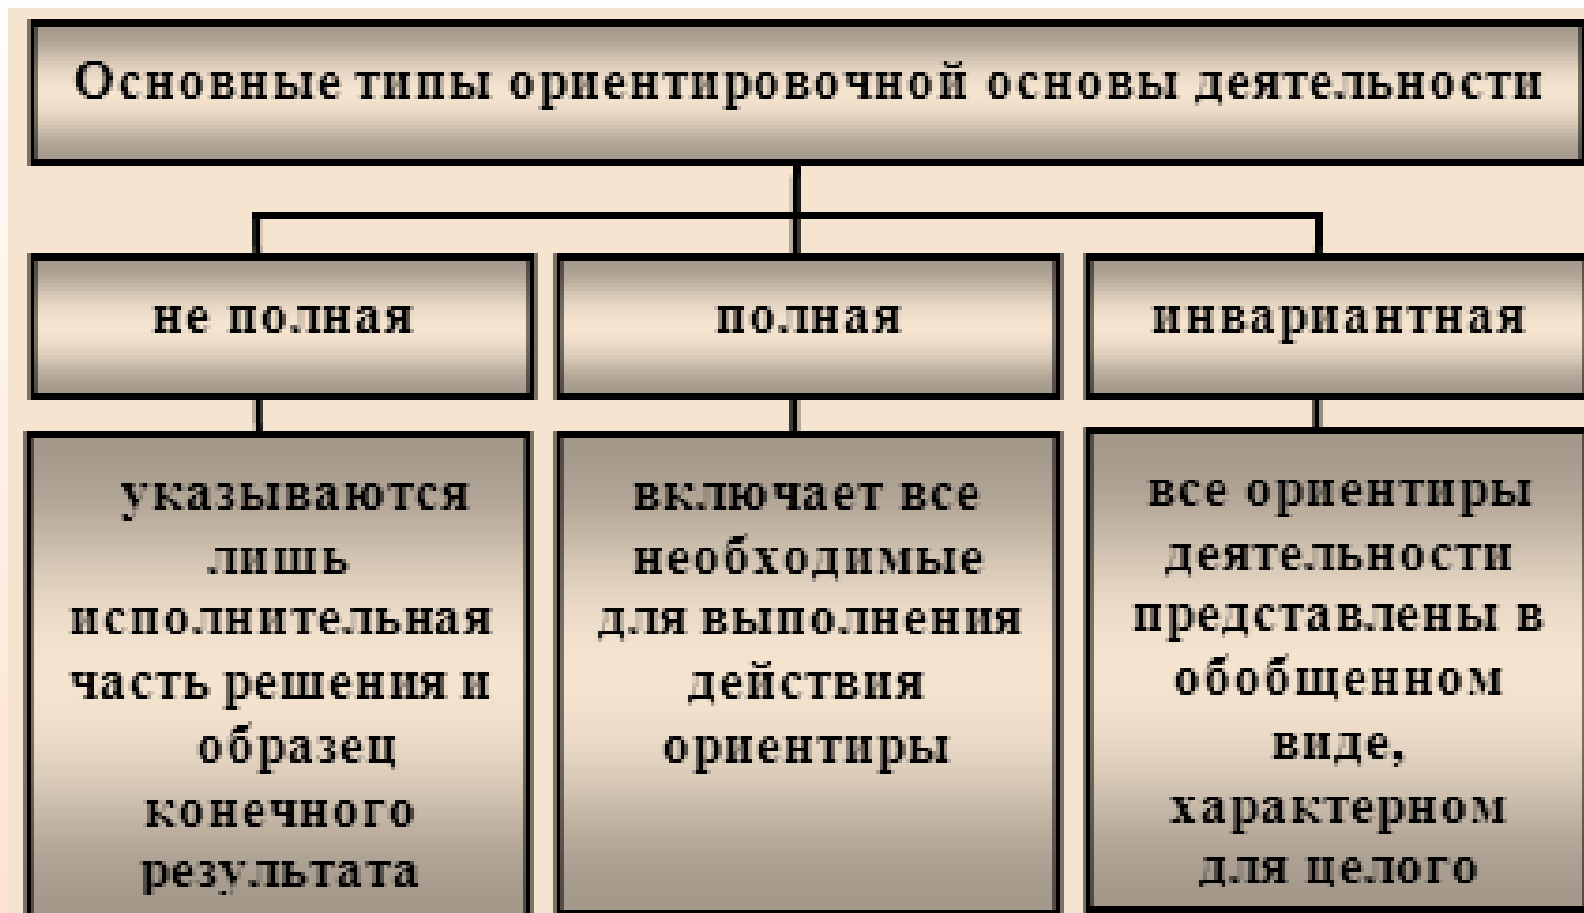 Основные типы ориентировочной основы деятельности
не полная
полная
инвариантная
указываются
лишь
исполнительная
часть решения и
образец
конечного
результата
включает все
необходимые
для выполнения
действия
ориентиры
все ориентиры
деятельности
представлены в
обобщенном
виде,
характерном
для целого